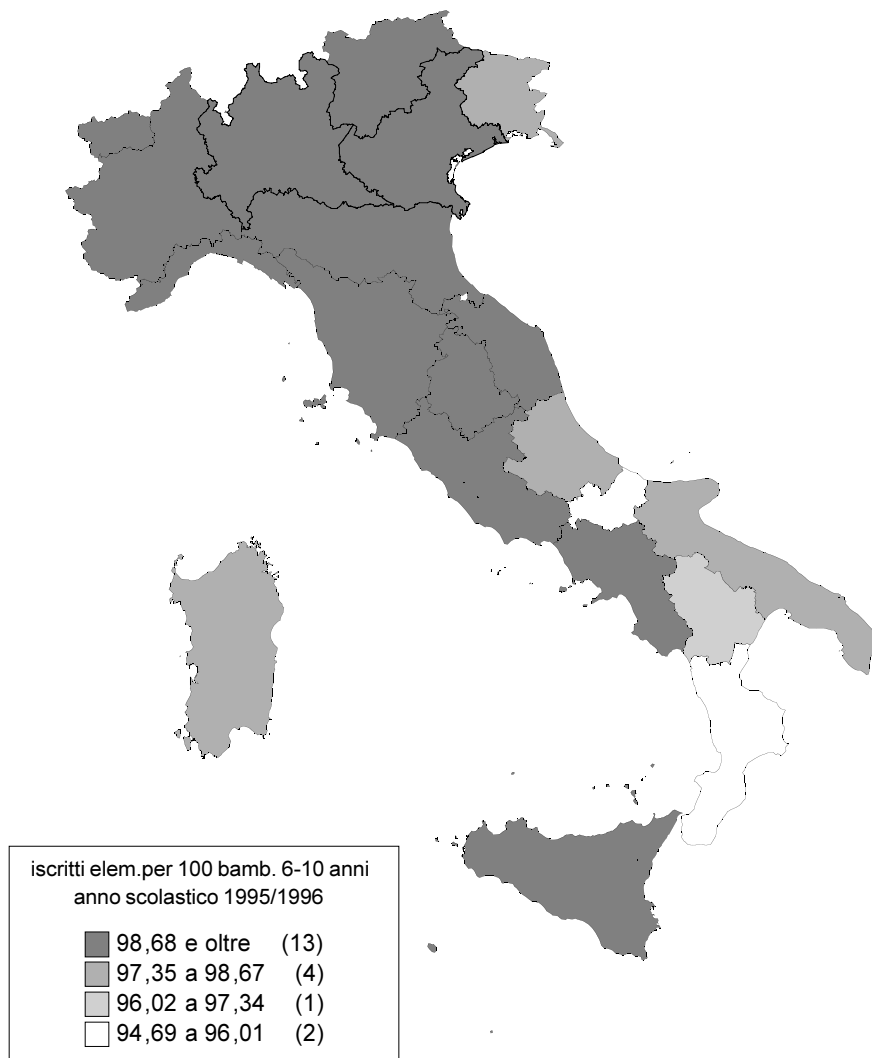 iscritti elem.per 100 bamb. 6-10 anni
anno scolastico 1995/1996
98,68 e oltre (13)
97,35 a 98,67 (4)
96,02 a 97,34 (1)
94,69 a 96,01 (2)